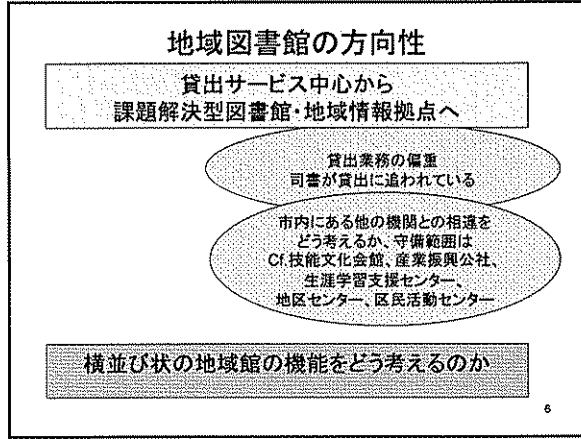 地域図書館の方向性
貸出サービス中心から
課題解決型図書館・地域情報拠点へ
貸出業務の偏重
司書が貸出に追われている
市内にある他の機関との相違を
どう考えるか、守備範囲は
Cf.技能文化会館、産業振興公社、
生涯学習支援センター、
地区センター、区民活動センター
横並び状の地域館の機能をどう考えるのか
6